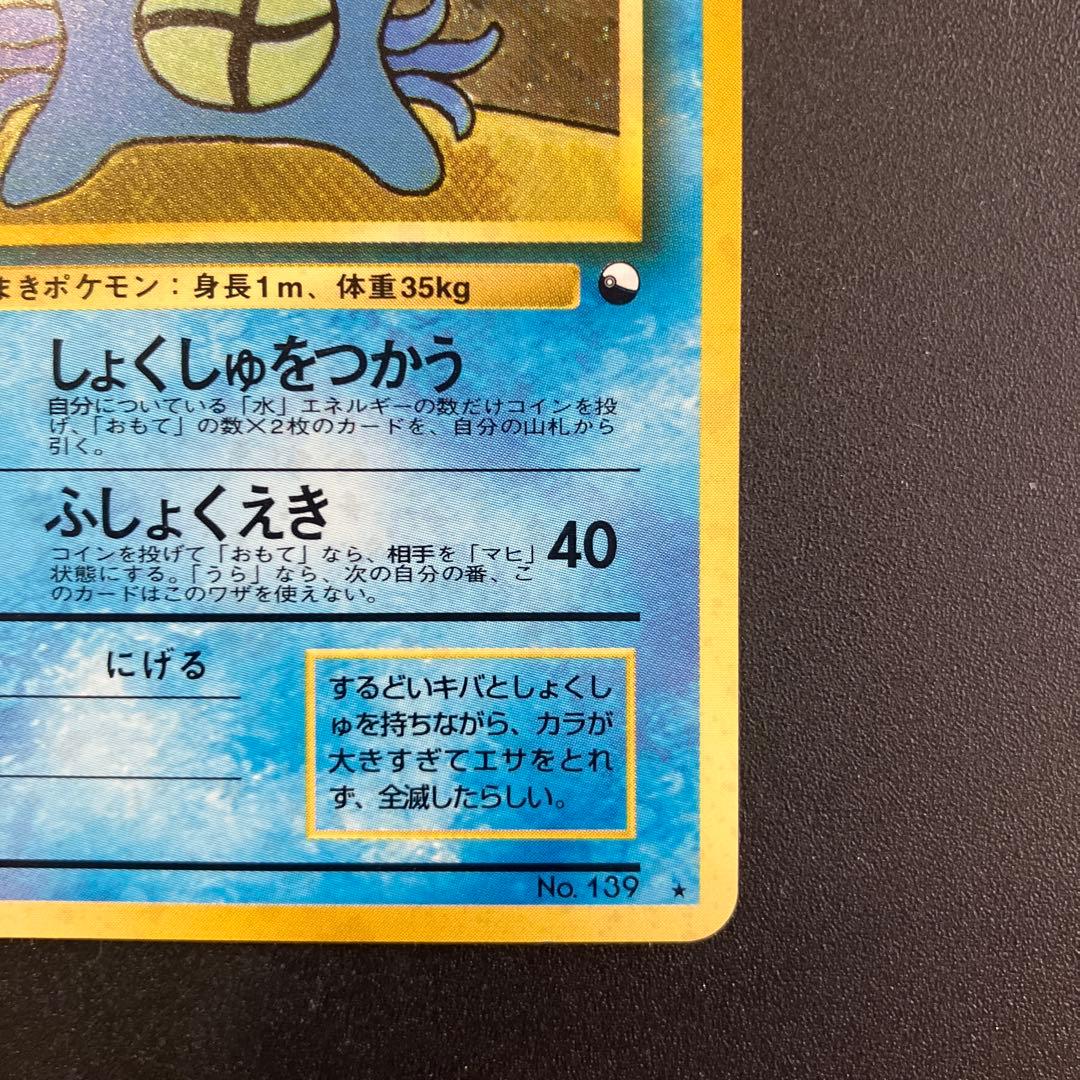 まきポケモン：身長1m、体重35kg
しょくしゅをつかう
自分についている「水」エネルギーの数だけコインを投
げ、「おもて」の数×2枚のカードを、自分の山札から
引く。
ふしょくえき
コインを投げて「おもて」なら、相手を「マヒ」
40
状態にする。「うら」なら、次の自分の番、こ
のカードはこのワザを使えない。
にげる
するどいキバとしょくし
ゅを持ちながら、カラが
大きすぎてエサをとれ
ず、全滅したらしい。
No. 139 ★